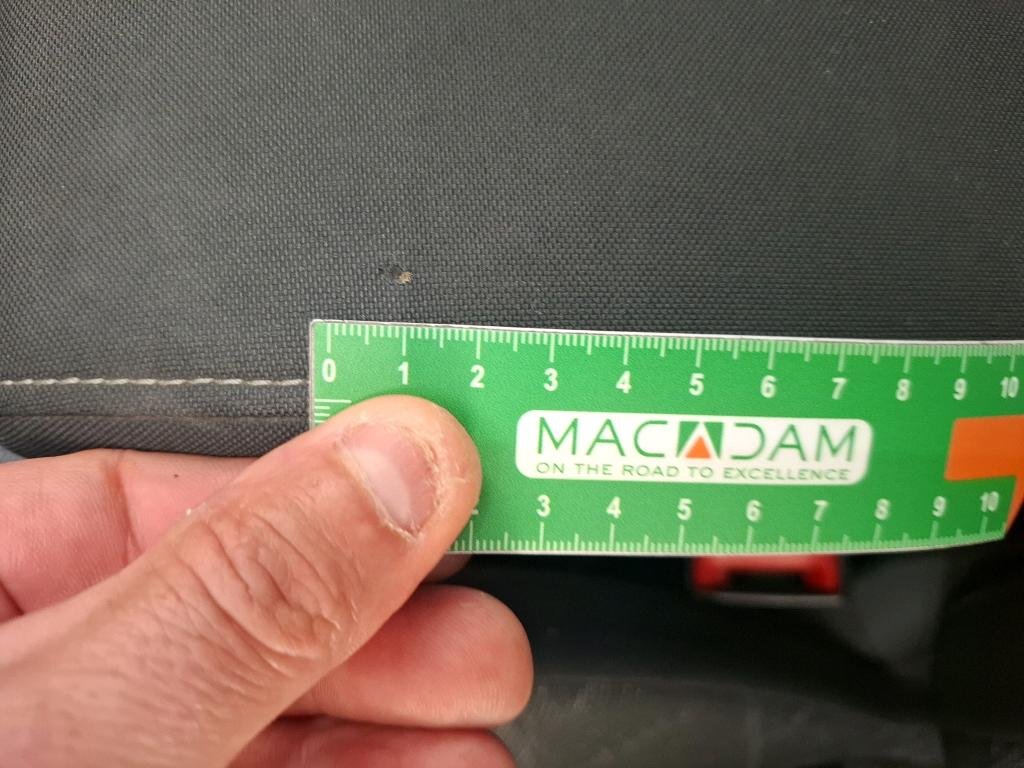 0 1 2 3 4 5 6 7 8 9 10
MACADAM
ON THE ROAD TO EXCELLENCE
3 4 5 6 7 8 9 10